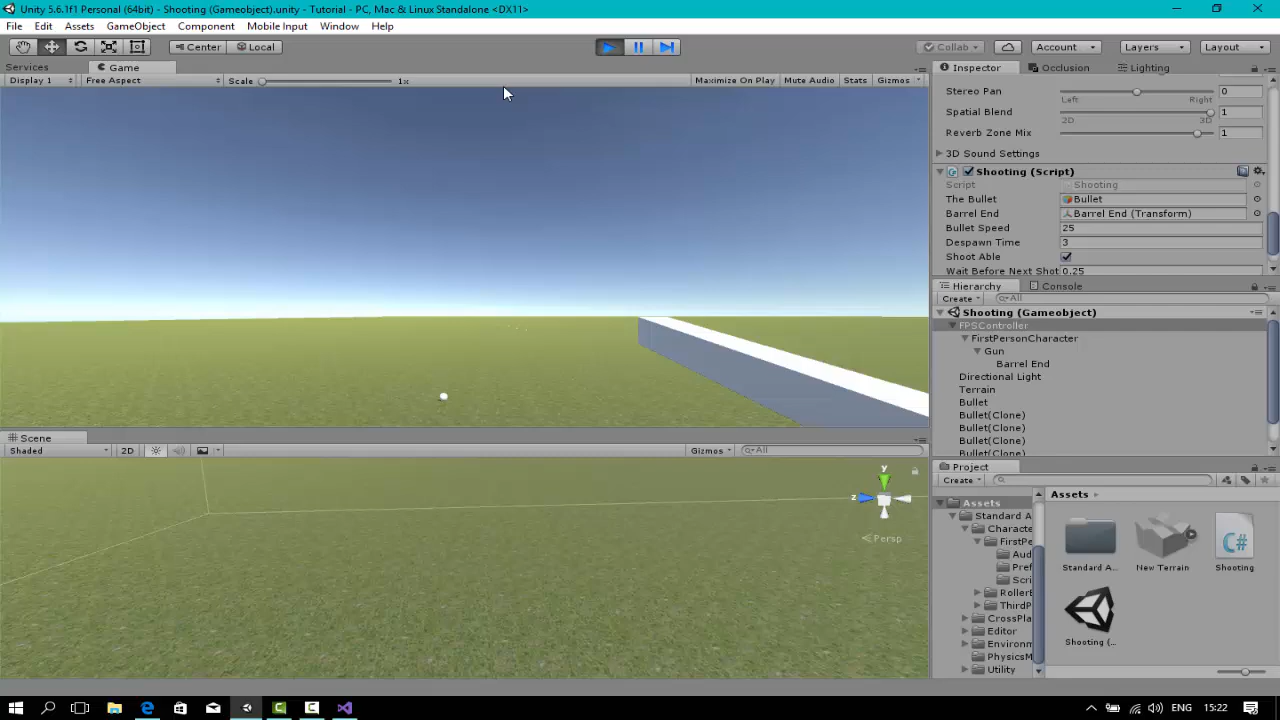 Unity 5.6.1f1 Personal (64bit) - Shooting (Gameobject).unity - Tutorial - PC, Mac & Linux Standalone <DX11>
File Edit Assets GameObject Component Mobile Input Window Help
Center Local Collab Account Layers Layout
Services Game
Display 1 Free Aspect Scale 1x Maximize On Play Mute Audio Stats Gizmos
Inspector Occlusion Lighting
Stereo Pan 0
Left Right
Spatial Blend 1
2D 3D
Reverb Zone Mix 1
3D Sound Settings
Shooting (Script)
Script Shooting
The Bullet Bullet
Barrel End Barrel End (Transform)
Bullet Speed 25
Despawn Time 3
Shoot Able
Wait Before Next Shot 0.25
Hierarchy Console
Create All
Shooting (Gameobject)
FPSController
FirstPersonCharacter
Gun
Barrel End
Directional Light
Terrain
Bullet
Bullet(Clone)
Bullet(Clone)
Bullet(Clone)
Bullet(Clone)
Scene
Shaded 2D Gizmos All
y
z
Persp
Project
Create
Assets
Standard A
Charact
FirstPe
Aud
Pref
Scri
RollerE
ThirdP
CrossPla
Editor
Environm
PhysicsM
Utility
Assets
Standard A... New Terrain Shooting
Shooting (...
ENG 15:22